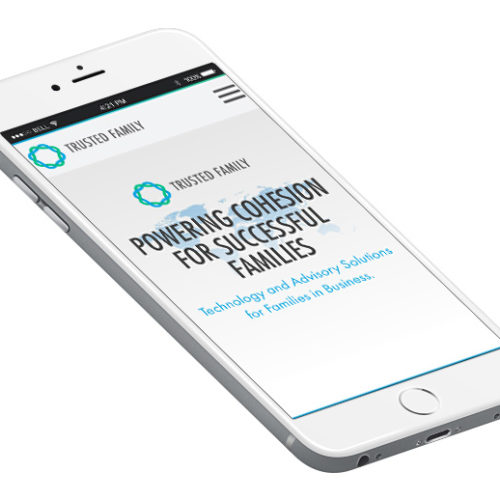 BELL
4:21 PM
100%
TRUSTED FAMILY
TRUSTED FAMILY
POWERING COHESION
FOR SUCCESSFUL
FAMILIES
Technology and Advisory Solutions
for Families in Business.